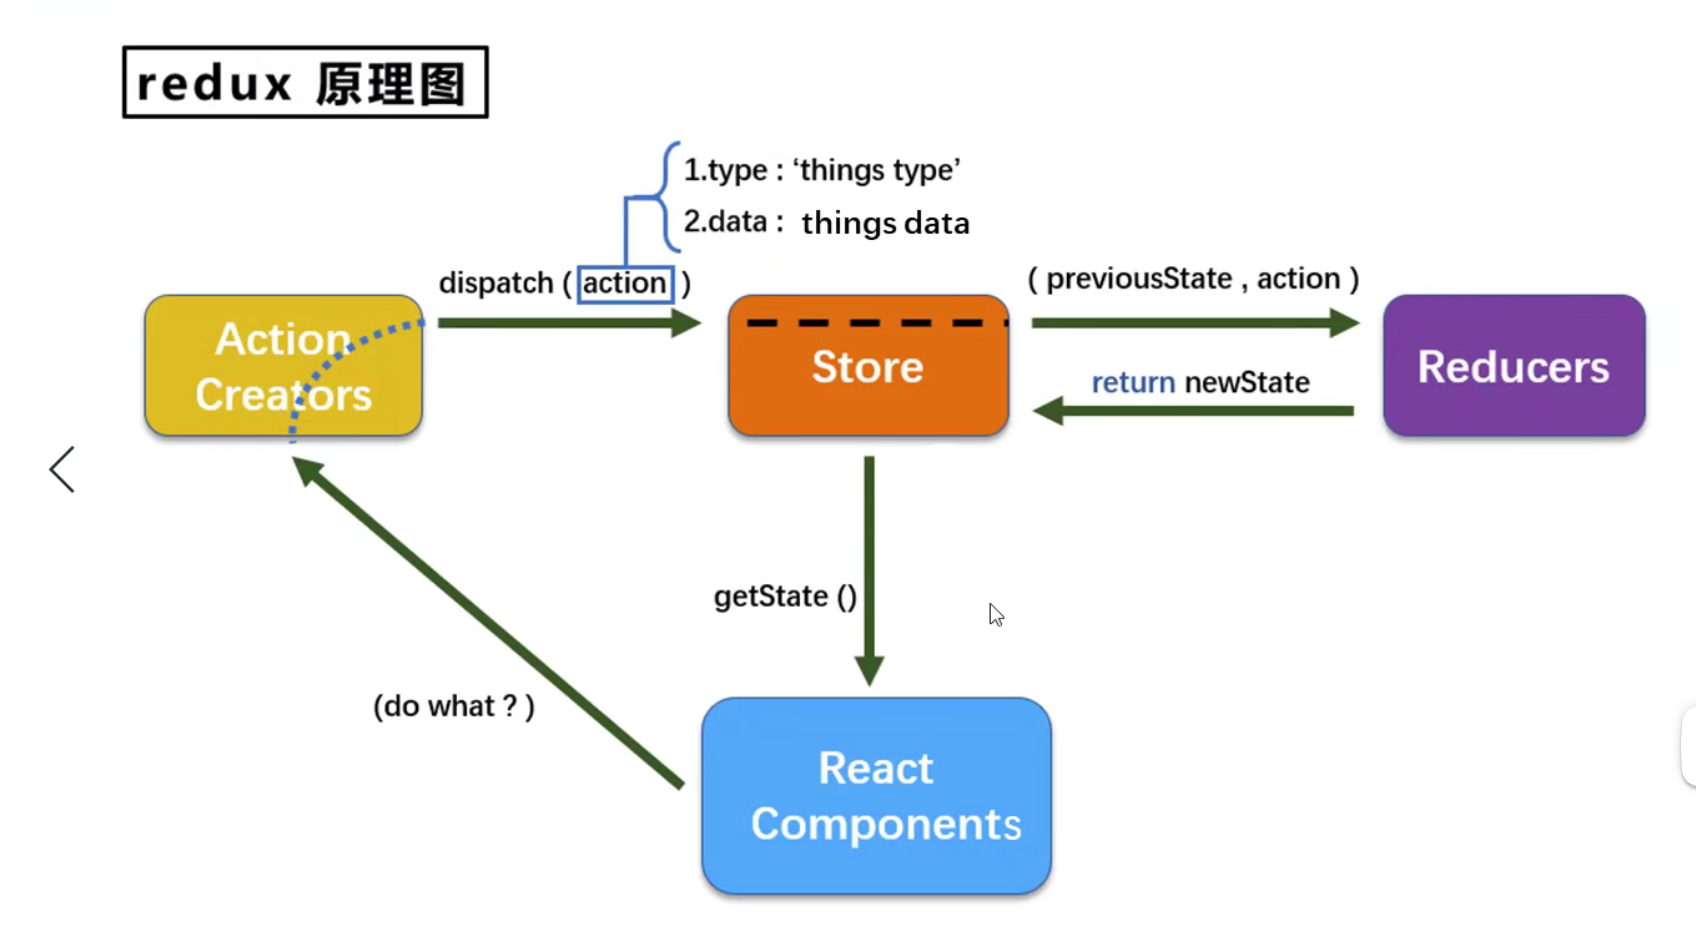 redux 原理图
1.type : ‘things type’
2.data : things data
dispatch ( action )
( previousState , action )
Action
Creators
Store
return newState
Reducers
getState ()
(do what ? )
React
Components